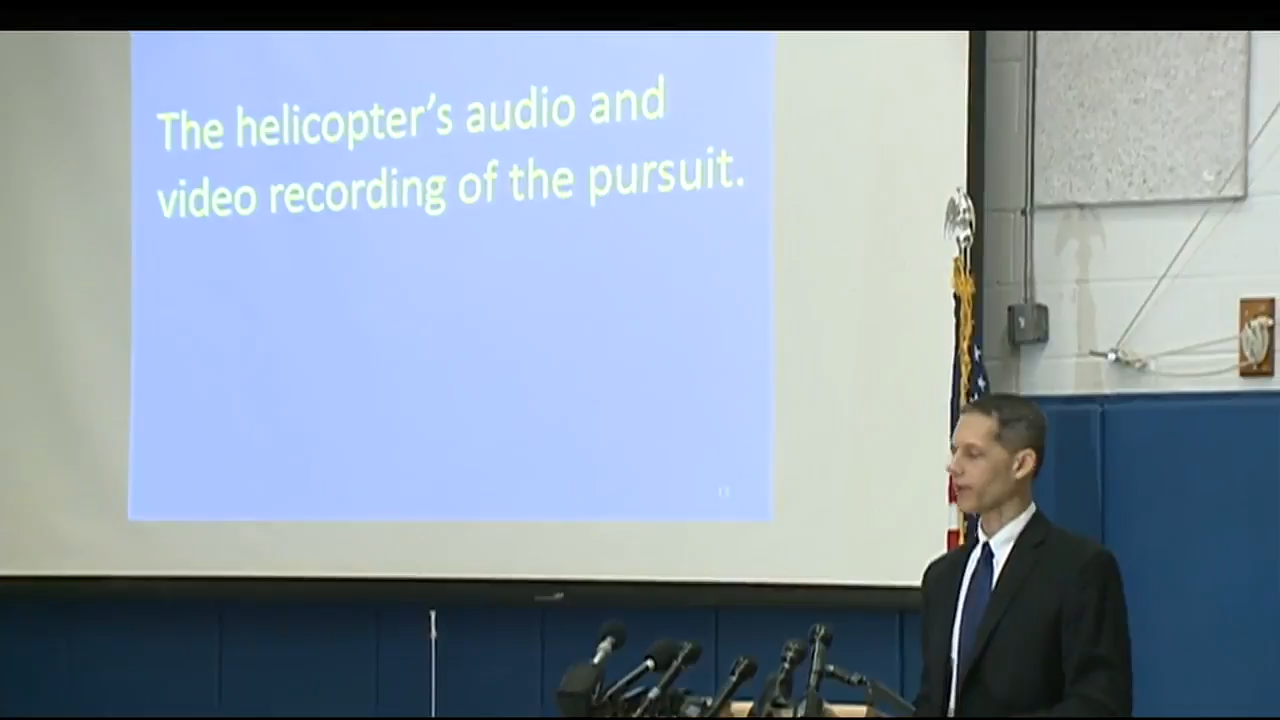 The helicopter's audio and
video recording of the pursuit.